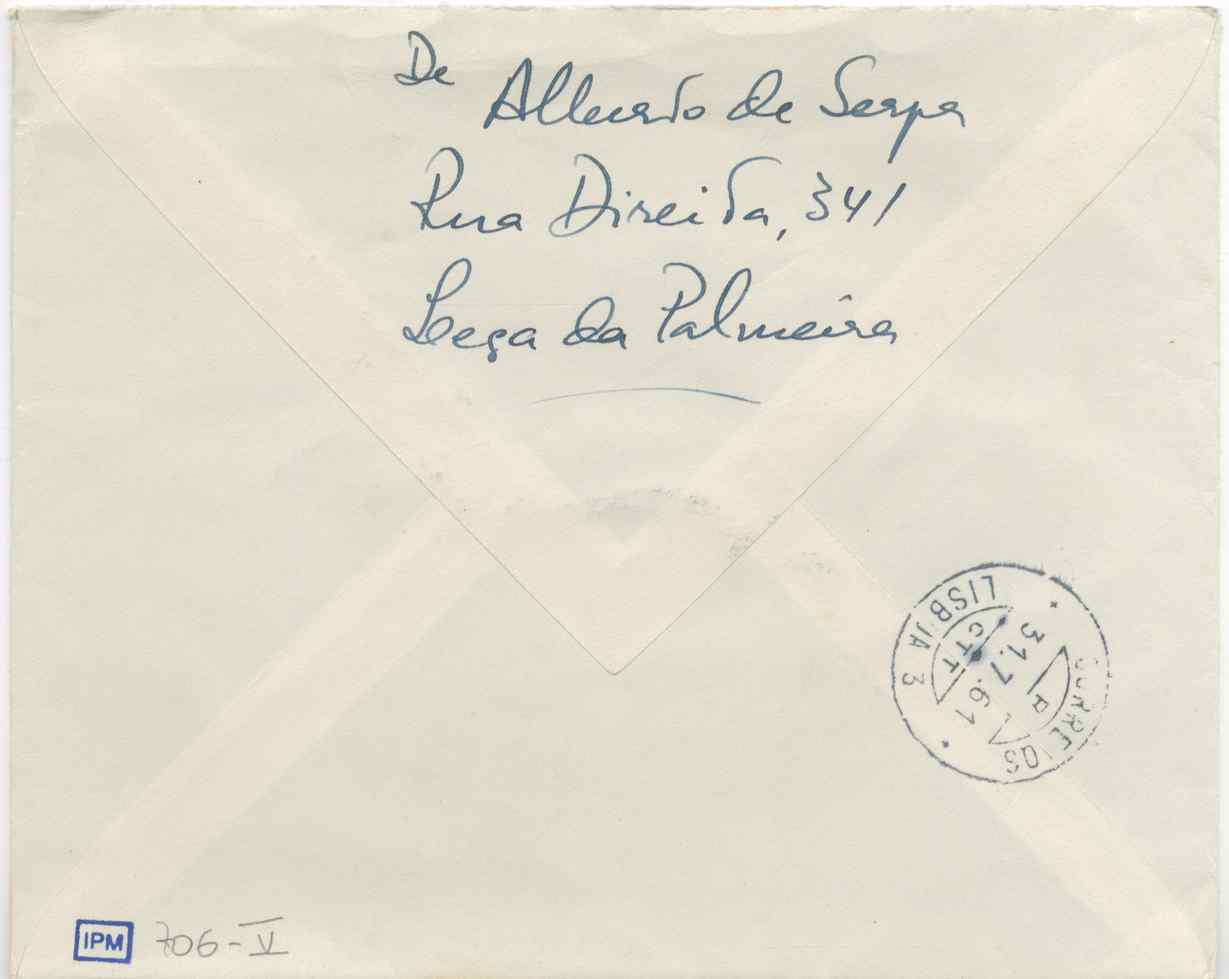 De
Alberto de Serpa
Rua Direita, 341
Leça da Palmeira
CORREIOS
R
31.7.61
CTT
LISBOA 3
IPM 706-V